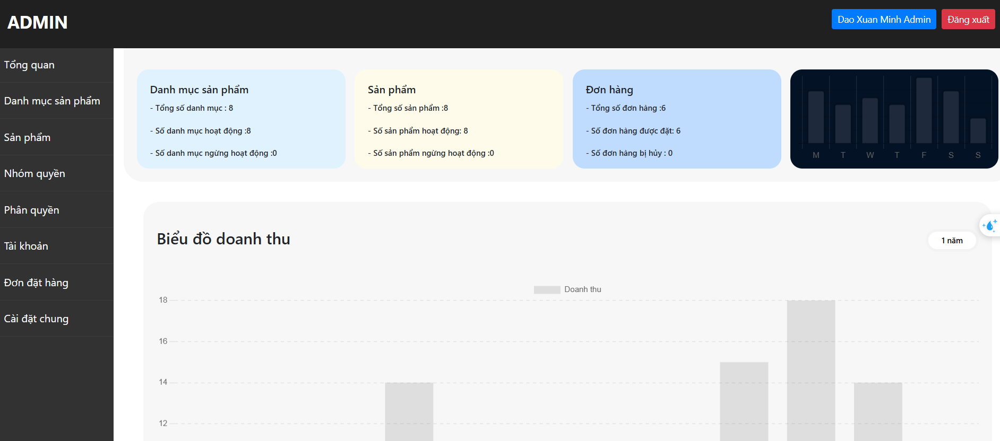 ADMIN
Dao Xuan Minh Admin
Đăng xuất
Tổng quan
Danh mục sản phẩm
Sản phẩm
Nhóm quyền
Phân quyền
Tài khoản
Đơn đặt hàng
Cài đặt chung
Danh mục sản phẩm
- Tổng số danh mục : 8
- Số danh mục hoạt động :8
- Số danh mục ngừng hoạt động :0
Sản phẩm
- Tổng số sản phẩm :8
- Số sản phẩm hoạt động: 8
- Số sản phẩm ngừng hoạt động :0
Đơn hàng
- Tổng số đơn hàng :6
- Số đơn hàng được đặt: 6
- Số đơn hàng bị hủy : 0
M T W T F S S
Biểu đồ doanh thu
1 năm
Doanh thu
18
16
14
12